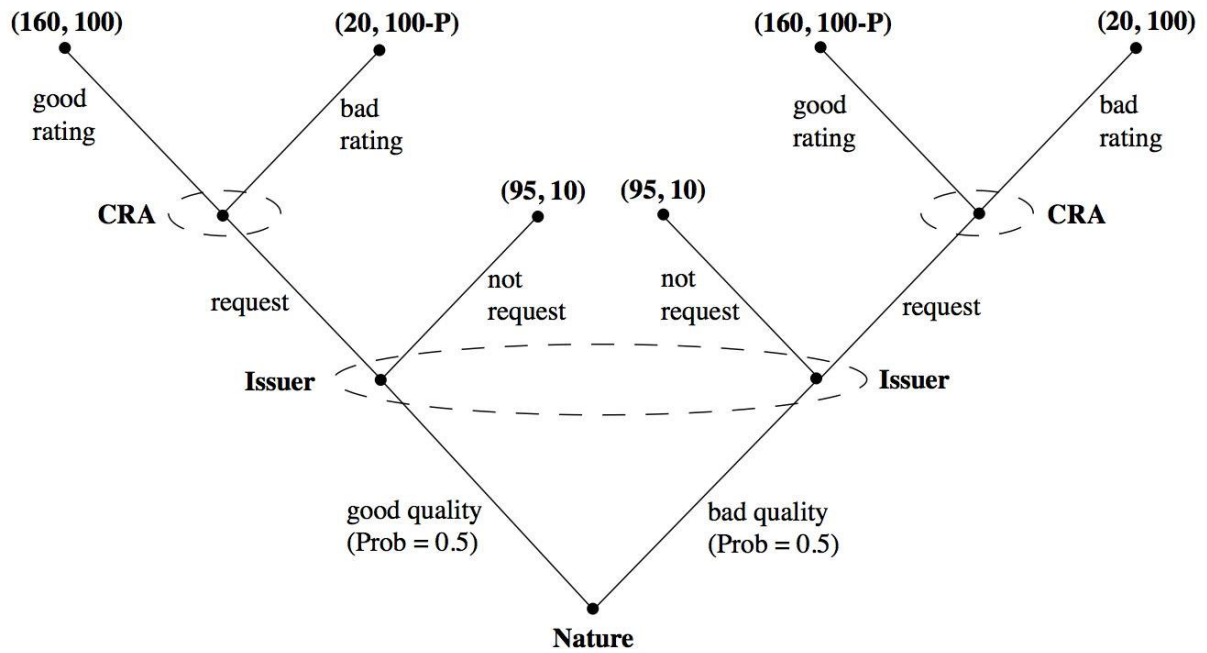 (160, 100)
(20, 100-P)
(160, 100-P)
(20, 100)
good
rating
bad
rating
good
rating
bad
rating
(95, 10)
(95, 10)
CRA
CRA
request
not
request
not
request
request
Issuer
Issuer
good quality
(Prob = 0.5)
bad quality
(Prob = 0.5)
Nature